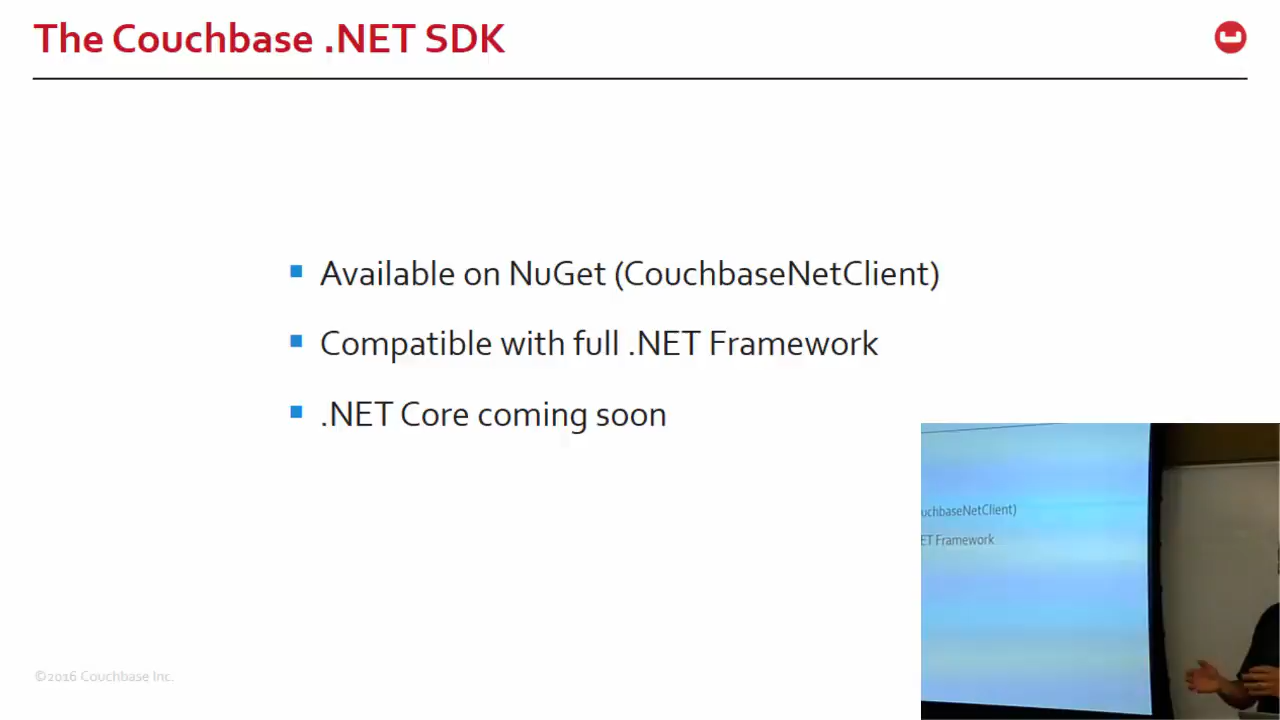 The Couchbase .NET SDK
Available on NuGet (CouchbaseNetClient)
Compatible with full .NET Framework
.NET Core coming soon
uchbaseNetClient)
ET Framework
©2016 Couchbase Inc.